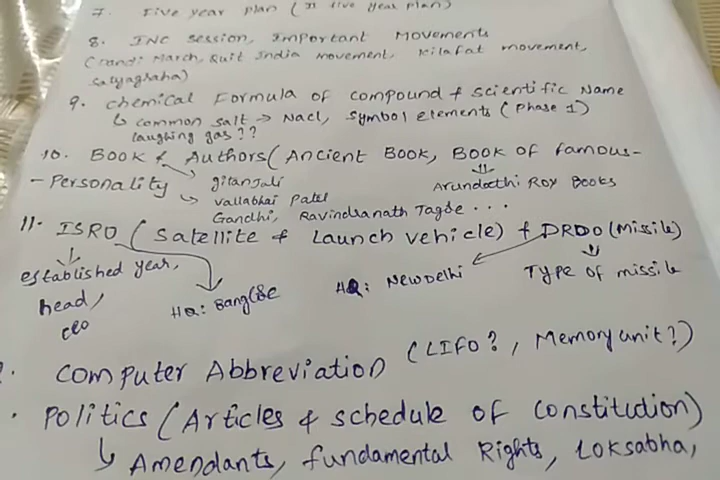 7. Five year plan (II five year plan)
8. INC session, Important Movements
(Dandi March, Quit India movement, Kilafat movement,
Satyagraha)
9. Chemical Formula of compound & scientific Name
↳ common salt → Nacl, symbol elements (Phase 1)
laughing gas??
10. Book & Authors (Ancient Book, Book of famous-
- Personality
gitanjali
Arundathi Roy Books
Vallabhai Patel
Gandhi, Ravindranath Tagore ...
11. ISRO (Satellite & Launch vehicle) & DRDO (Missile)
established year,
head,
CEO
HQ: Banglore
HQ: New Delhi
Type of missile
Computer Abbreviation (LIFO?, Memory unit?)
Politics (Articles & schedule of constitution)
↳ Amendants, fundamental Rights, Loksabha,